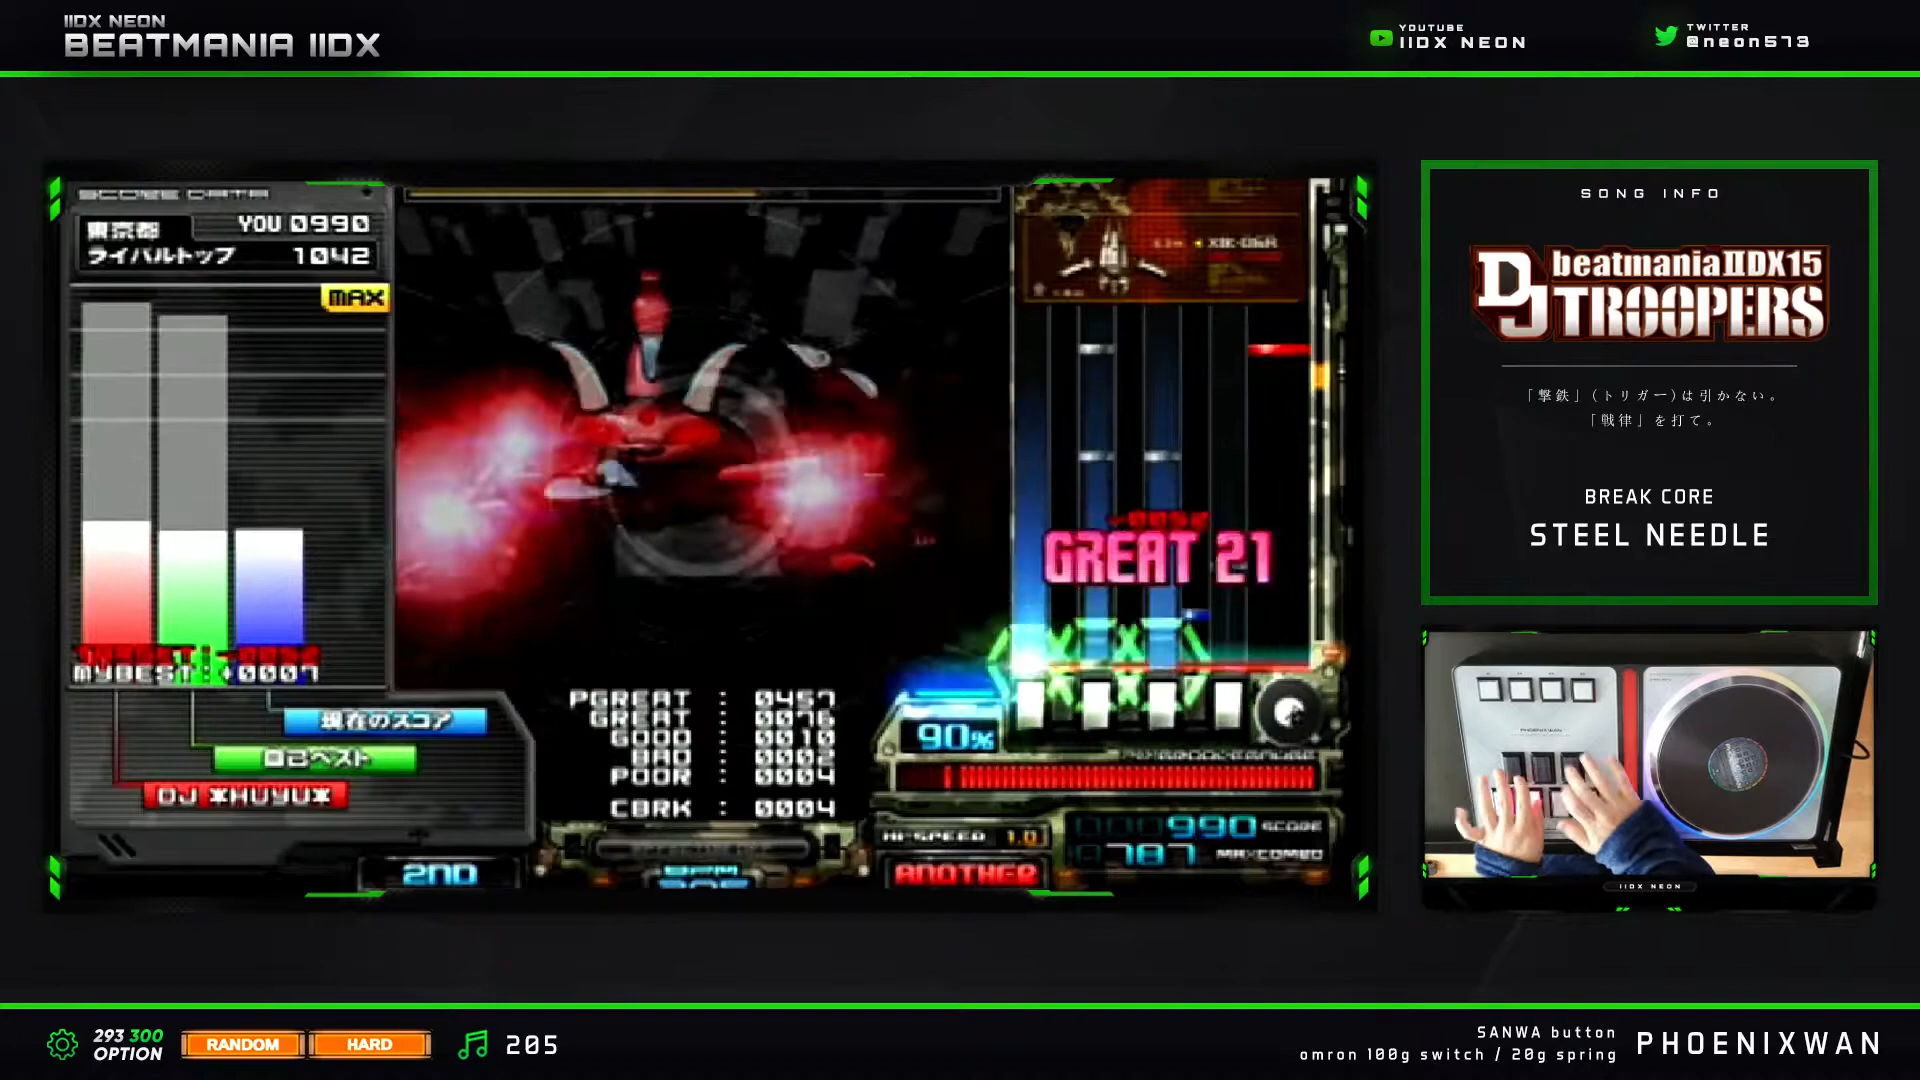 IIDX NEON
BEATMANIA IIDX
YOUTUBE
IIDX NEON
TWITTER
@neon573
SCORE DATA
東京都
YOU 0990
ライバルトップ 1042
MAX
MYBEST:+0007
現在のスコア
自己ベスト
DJ *HUYU*
2ND
PGREAT : 0457
GREAT : 0076
GOOD : 0010
BAD : 0002
POOR : 0004
CBRK : 0004
GREAT 21
90%
HI-SPEED 1.0
ANOTHER
990 SCORE
787 MAXCOMBO
SONG INFO
beatmania IIDX 15
DJ TROOPERS
「撃鉄」(トリガー)は引かない。
「戦律」を打て。
BREAK CORE
STEEL NEEDLE
IIDX NEON
293 300
OPTION
RANDOM
HARD
205
SANWA button
omron 100g switch / 20g spring
PHOENIXWAN